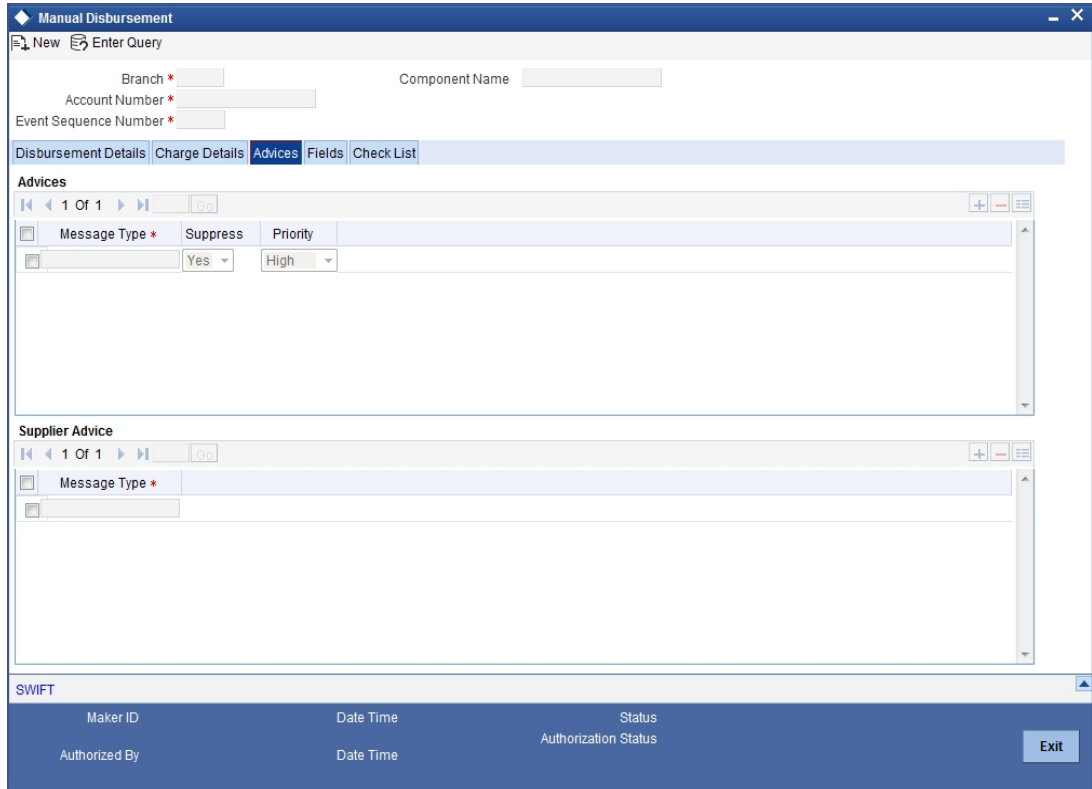 Manual Disbursement
New Enter Query
Branch * Component Name
Account Number *
Event Sequence Number *
Disbursement Details Charge Details Advices Fields Check List
Advices
1 Of 1 Go
Message Type * Suppress Priority
Yes High
Supplier Advice
1 Of 1 Go
Message Type *
SWIFT
Maker ID Date Time Status
Authorization Status
Authorized By Date Time
Exit